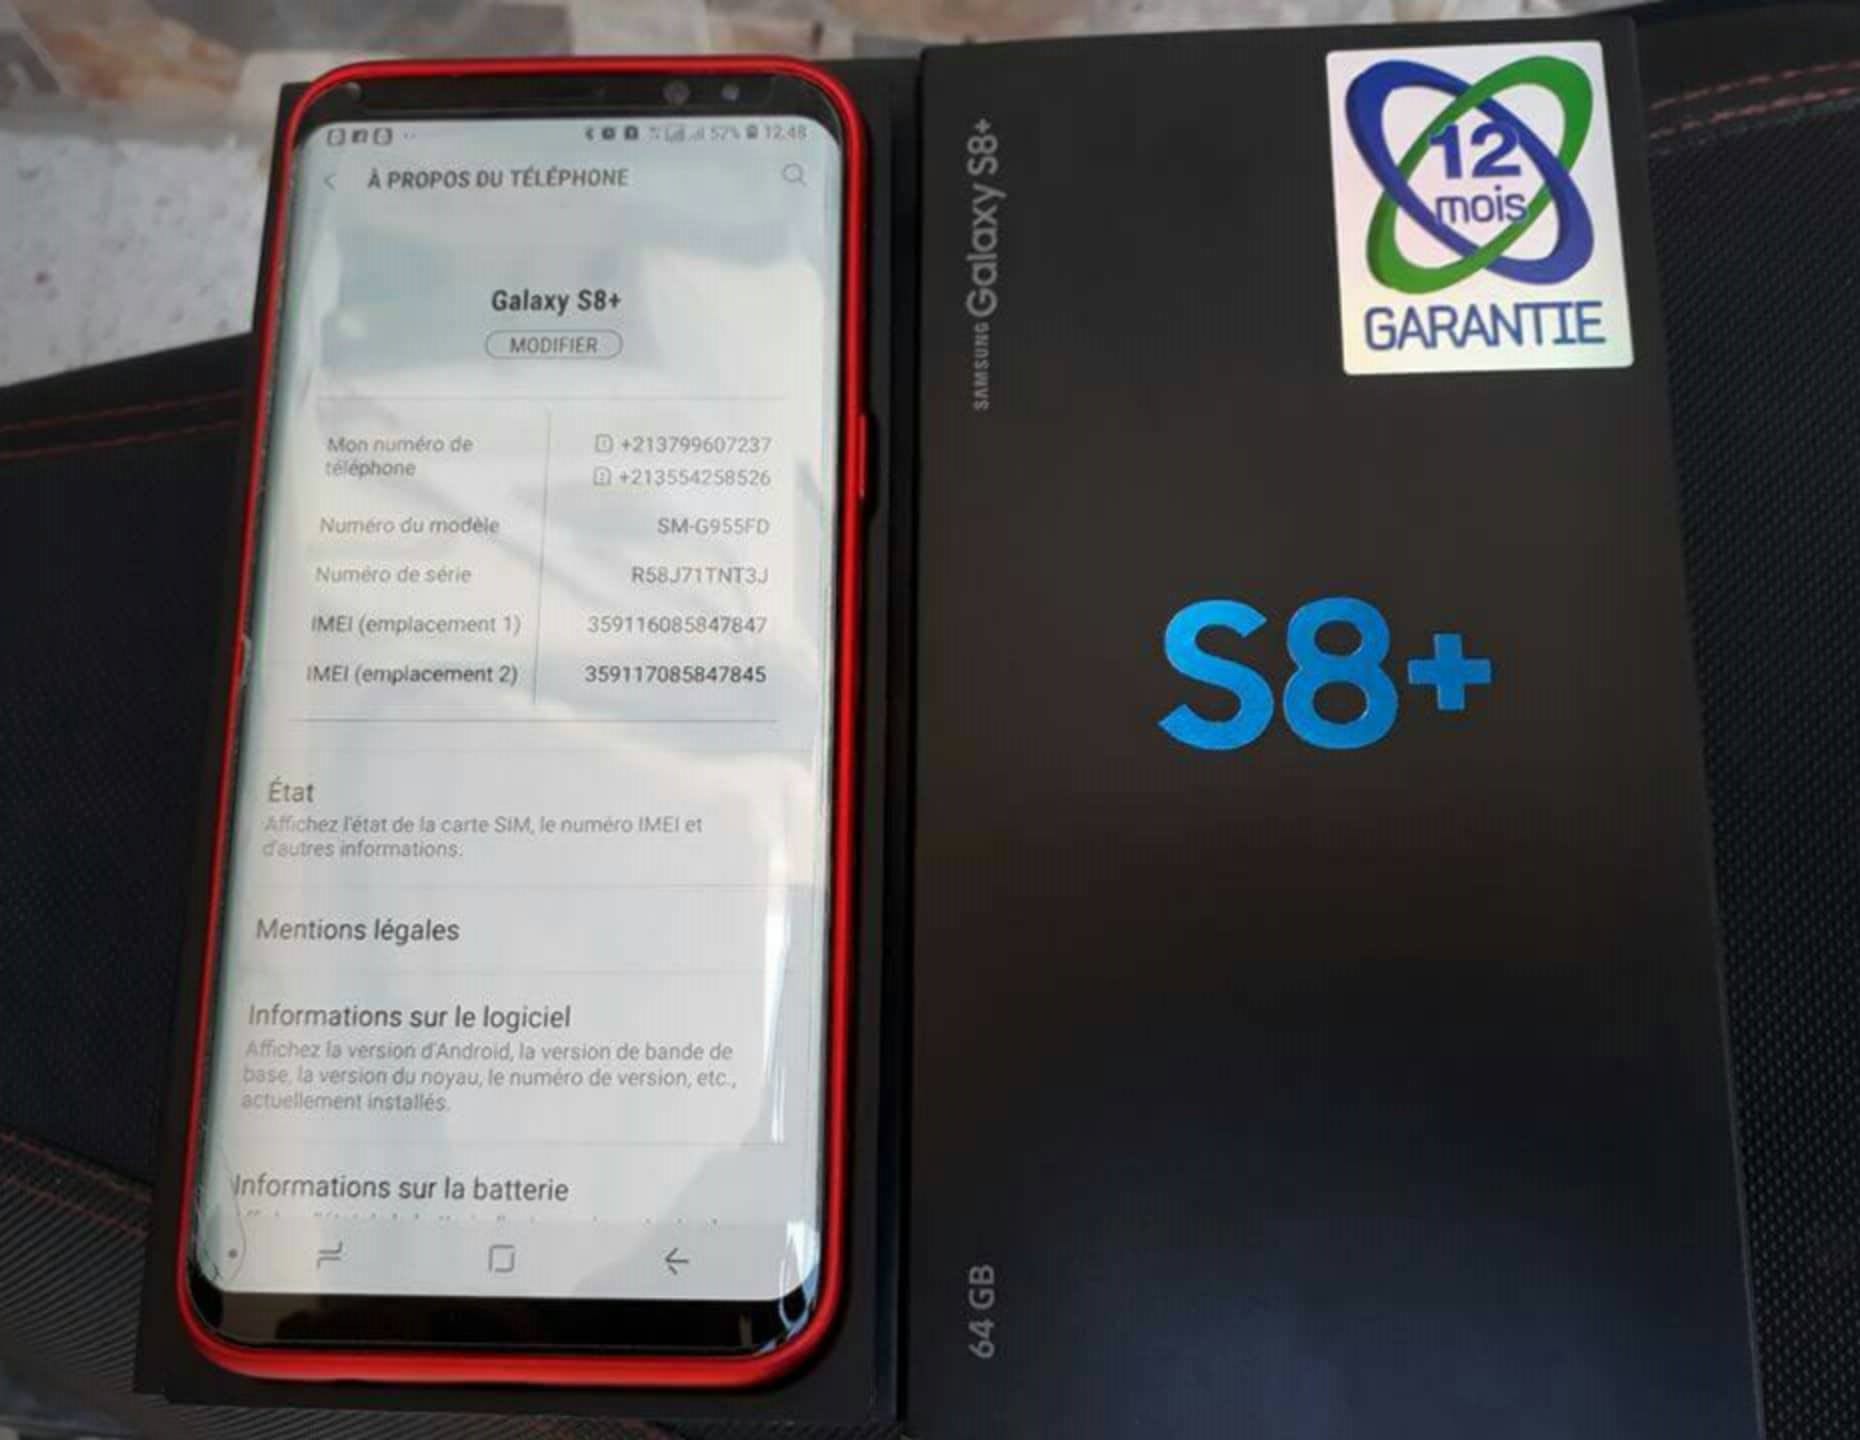 52% 12:48
À PROPOS DU TÉLÉPHONE
Galaxy S8+
MODIFIER
Mon numéro de
téléphone
+213799607237
+213554258526
Numéro du modèle
SM-G955FD
Numéro de série
R58J71TNT3J
IMEI (emplacement 1)
359116085847847
IMEI (emplacement 2)
359117085847845
État
Affichez l'état de la carte SIM, le numéro IMEI et
d'autres informations.
Mentions légales
Informations sur le logiciel
Affichez la version d'Android, la version de bande de
base, la version du noyau, le numéro de version, etc.,
actuellement installés.
Informations sur la batterie
SAMSUNG Galaxy S8+
12
mois
GARANTIE
S8+
64 GB